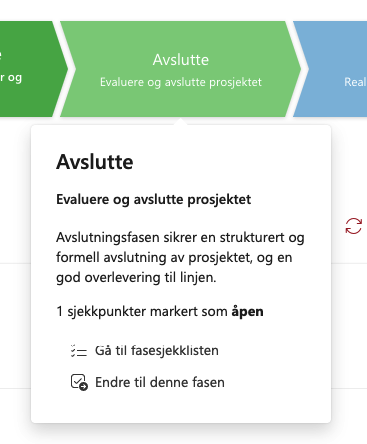 Avslutte
r og
Evaluere og avslutte prosjektet
Real
Avslutte
Evaluere og avslutte prosjektet
Avslutningsfasen sikrer en strukturert og
formell avslutning av prosjektet, og en
god overlevering til linjen.
1 sjekkpunkter markert som åpen
Gå til fasesjekklisten
Endre til denne fasen